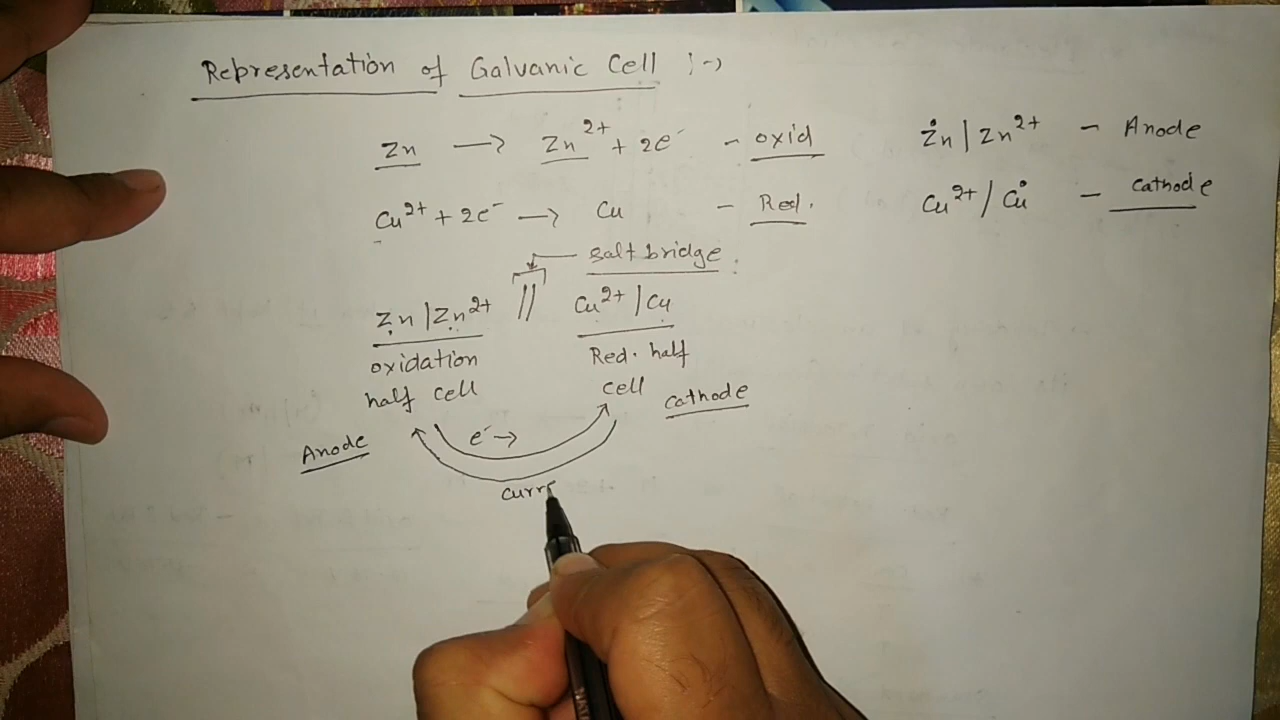 Representation of Galvanic Cell :→
Zn → Zn²⁺ + 2e⁻ - oxid Zn | Zn²⁺ - Anode
Cu²⁺ + 2e⁻ → Cu - Red. Cu²⁺ / Cu - Cathode
salt bridge
Zn | Zn²⁺ || Cu²⁺ | Cu
oxidation Red. half
half cell cell Cathode
Anode e⁻ →
curre